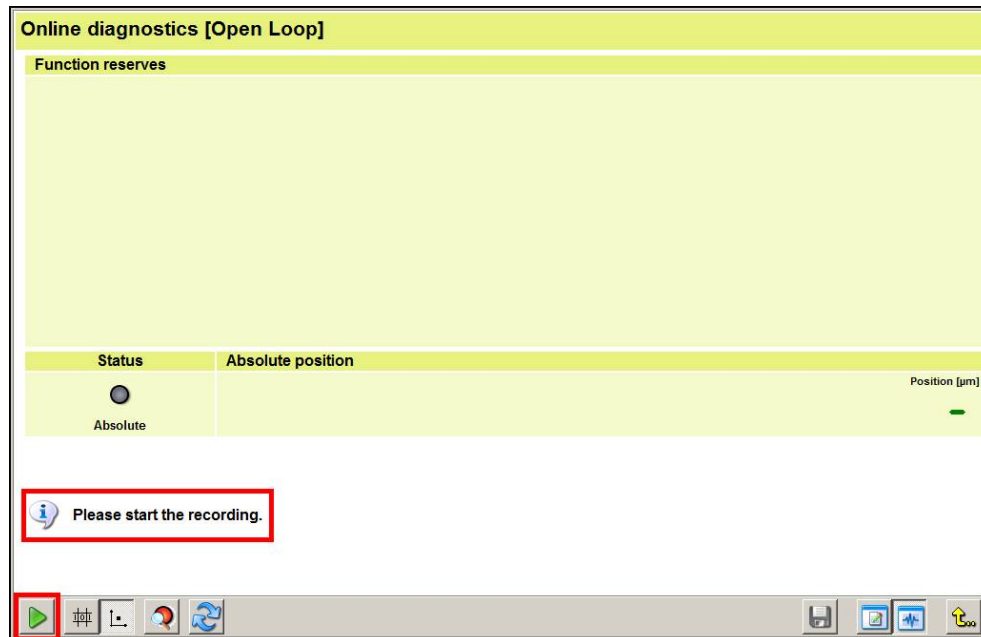 Online diagnostics [Open Loop]
Function reserves
Status
Absolute position
Position [µm]
Absolute
Please start the recording.